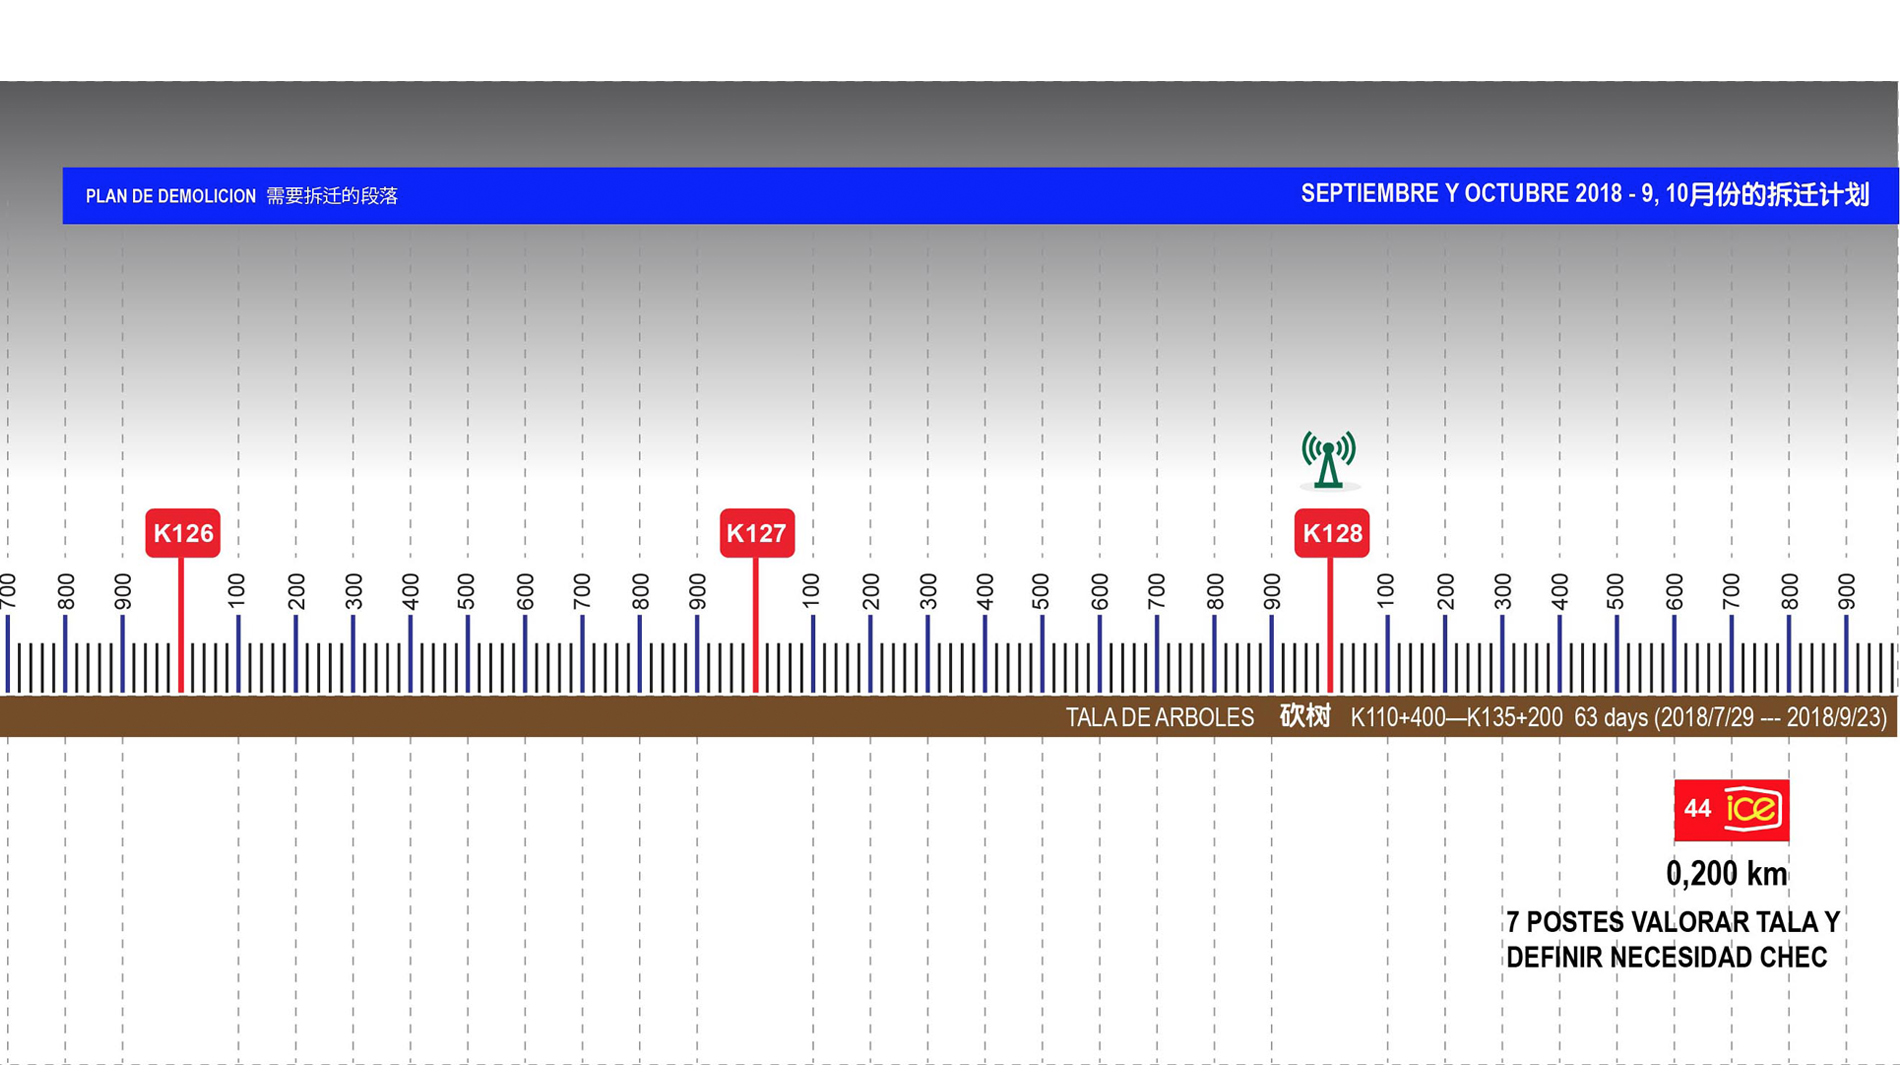 PLAN DE DEMOLICION 需要拆迁的段落
SEPTIEMBRE Y OCTUBRE 2018 - 9, 10月份的拆迁计划
K126 K127 K128
700 800 900 100 200 300 400 500 600 700 800 900 100 200 300 400 500 600 700 800 900 100 200 300 400 500 600 700 800 900
TALA DE ARBOLES 砍树 K110+400—K135+200 63 days (2018/7/29 --- 2018/9/23)
44 ice
0,200 km
7 POSTES VALORAR TALA Y
DEFINIR NECESIDAD CHEC